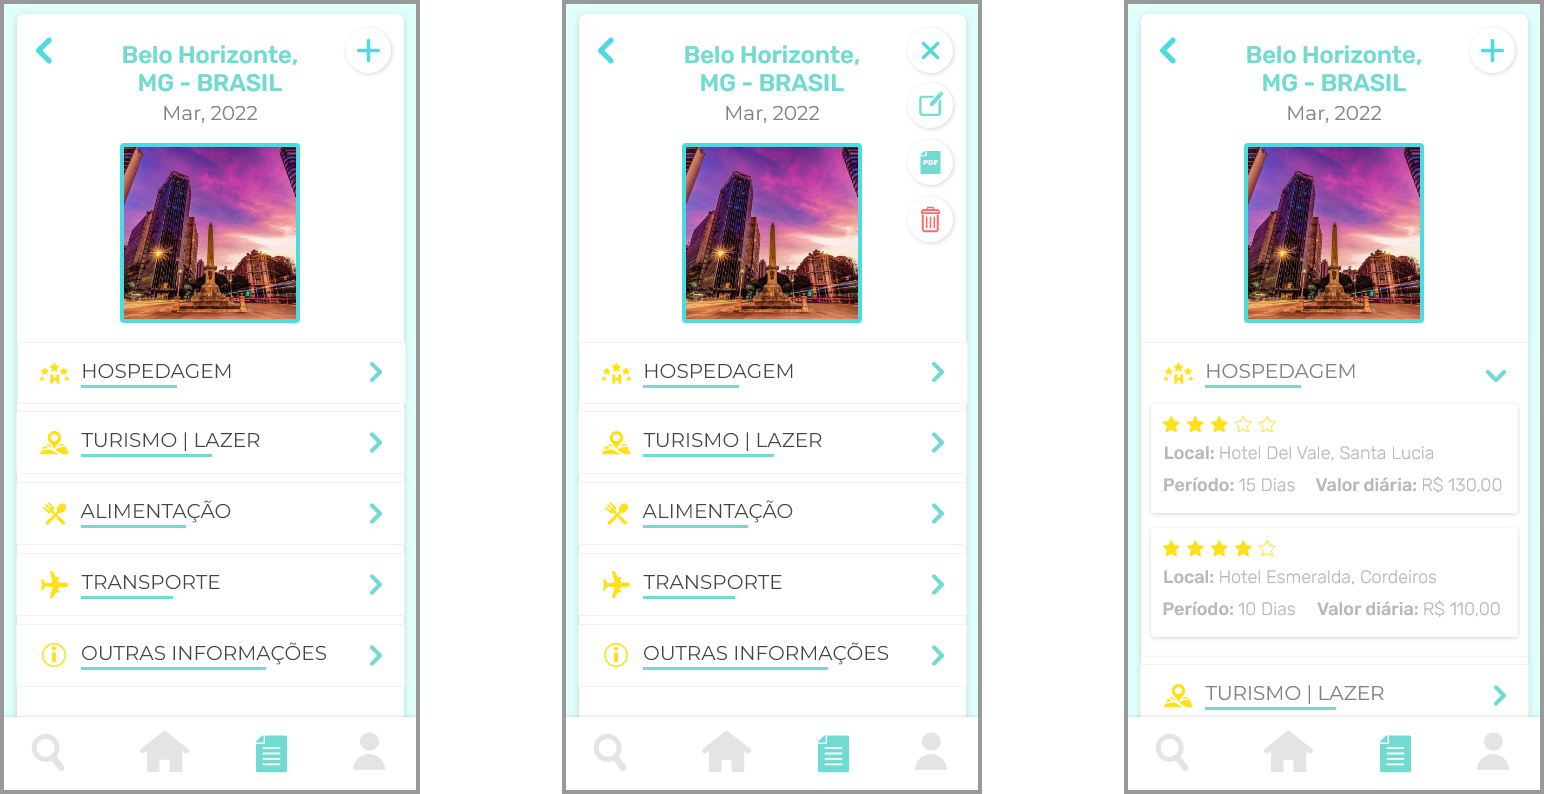 Belo Horizonte,
MG - BRASIL
Mar, 2022
HOSPEDAGEM
TURISMO | LAZER
ALIMENTAÇÃO
TRANSPORTE
OUTRAS INFORMAÇÕES
Belo Horizonte,
MG - BRASIL
Mar, 2022
PDF
HOSPEDAGEM
TURISMO | LAZER
ALIMENTAÇÃO
TRANSPORTE
OUTRAS INFORMAÇÕES
Belo Horizonte,
MG - BRASIL
Mar, 2022
HOSPEDAGEM
Local: Hotel Del Vale, Santa Lucia
Período: 15 Dias Valor diária: R$ 130,00
Local: Hotel Esmeralda, Cordeiros
Período: 10 Dias Valor diária: R$ 110,00
TURISMO | LAZER